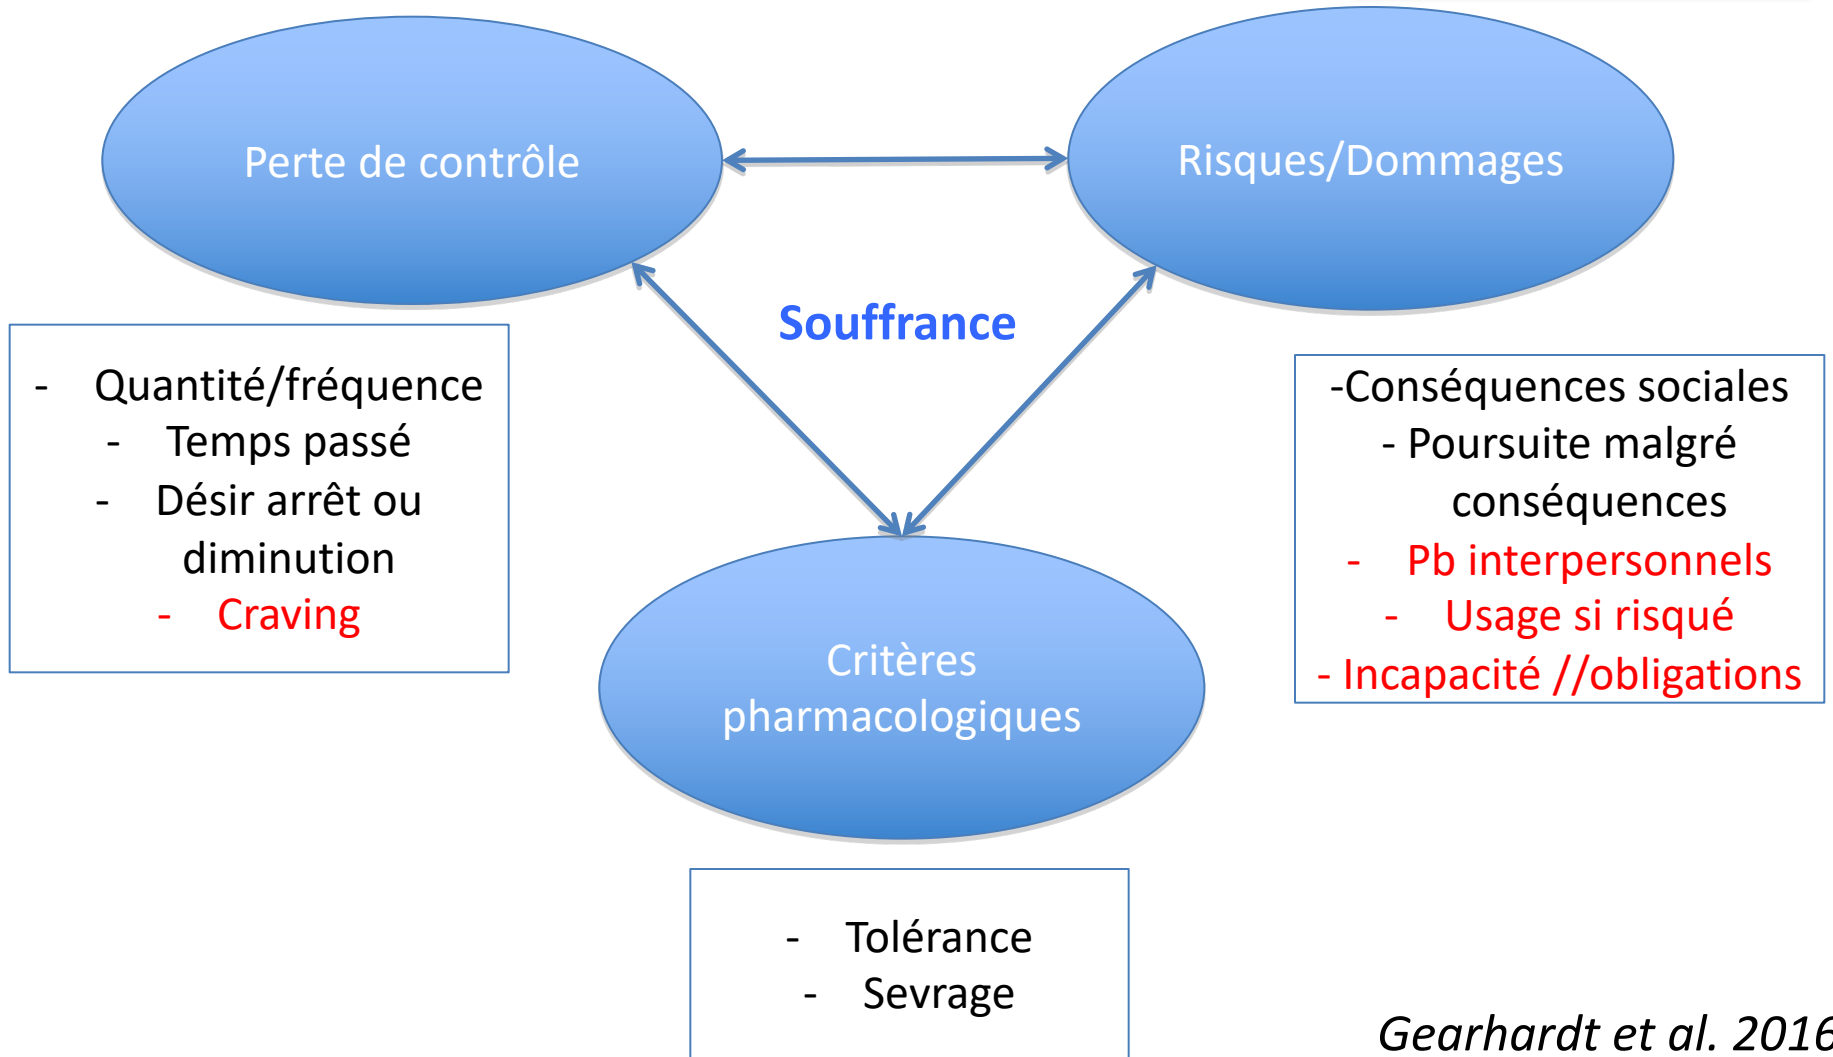 Perte de contrôle
Risques/Dommages
Souffrance
- Quantité/fréquence
- Temps passé
- Désir arrêt ou
diminution
- Craving
-Conséquences sociales
- Poursuite malgré
conséquences
- Pb interpersonnels
- Usage si risqué
- Incapacité //obligations
Critères
pharmacologiques
- Tolérance
- Sevrage
Gearhardt et al. 2016